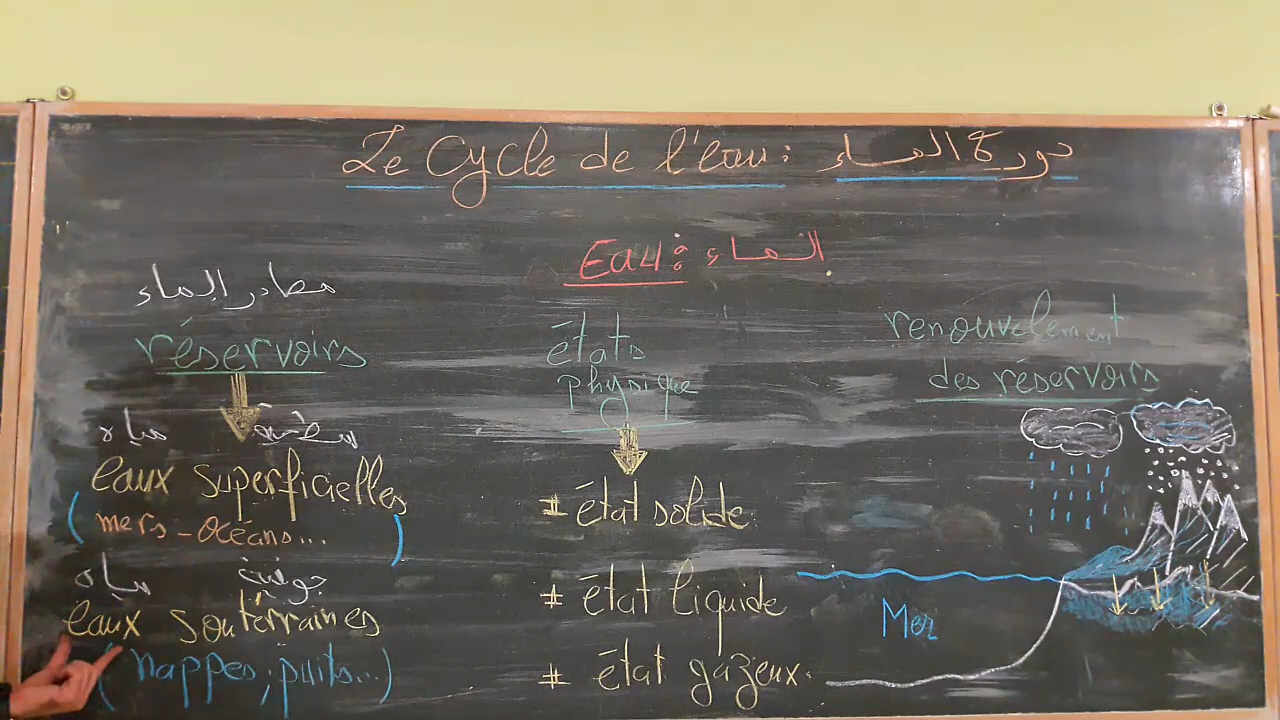 Le Cycle de l'eau : دورة الماء
Eau : الماء
مصادر الماء
réservoirs
مياه سطحية
eaux superficielles
(mers - Océans...)
مياه جوفية
eaux souterraines
(nappes, puits...)
états
physique
* état solide
* état liquide
* état gazeux.
renouvelement
des réservoirs
Mer